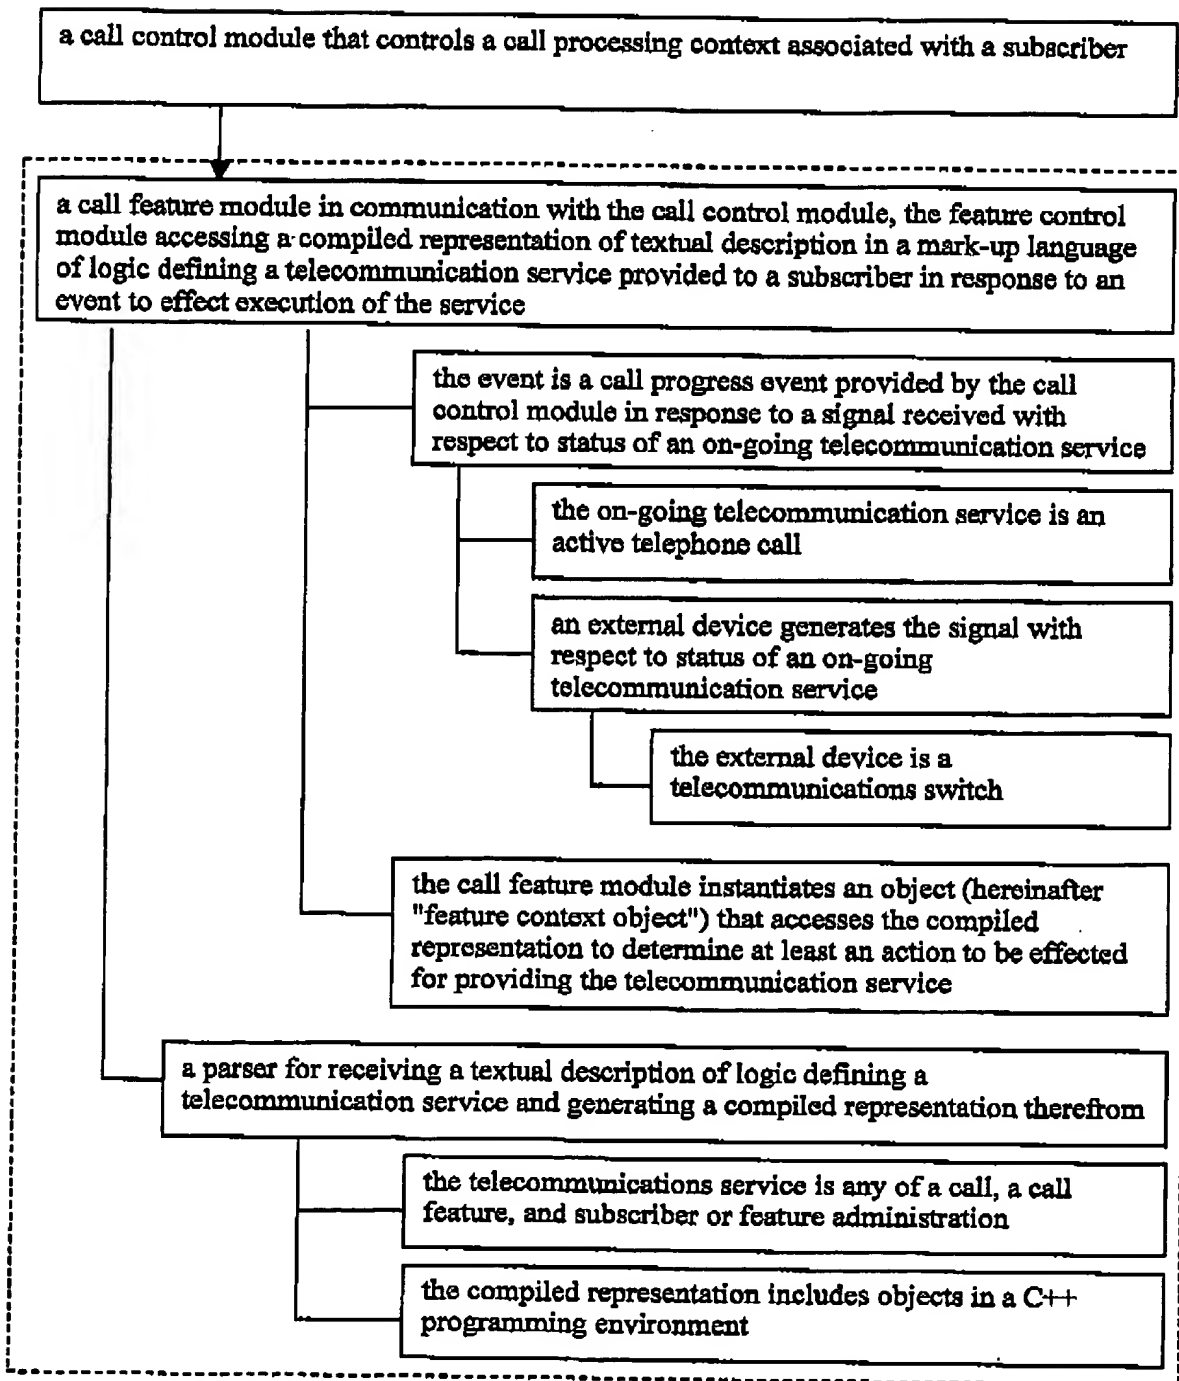 a call control module that controls a call processing context associated with a subscriber
a call feature module in communication with the call control module, the feature control
module accessing a compiled representation of textual description in a mark-up language
of logic defining a telecommunication service provided to a subscriber in response to an
event to effect execution of the service
the event is a call progress event provided by the call
control module in response to a signal received with
respect to status of an on-going telecommunication service
the on-going telecommunication service is an
active telephone call
an external device generates the signal with
respect to status of an on-going
telecommunication service
the external device is a
telecommunications switch
the call feature module instantiates an object (hereinafter
"feature context object") that accesses the compiled
representation to determine at least an action to be effected
for providing the telecommunication service
a parser for receiving a textual description of logic defining a
telecommunication service and generating a compiled representation therefrom
the telecommunications service is any of a call, a call
feature, and subscriber or feature administration
the compiled representation includes objects in a C++
programming environment